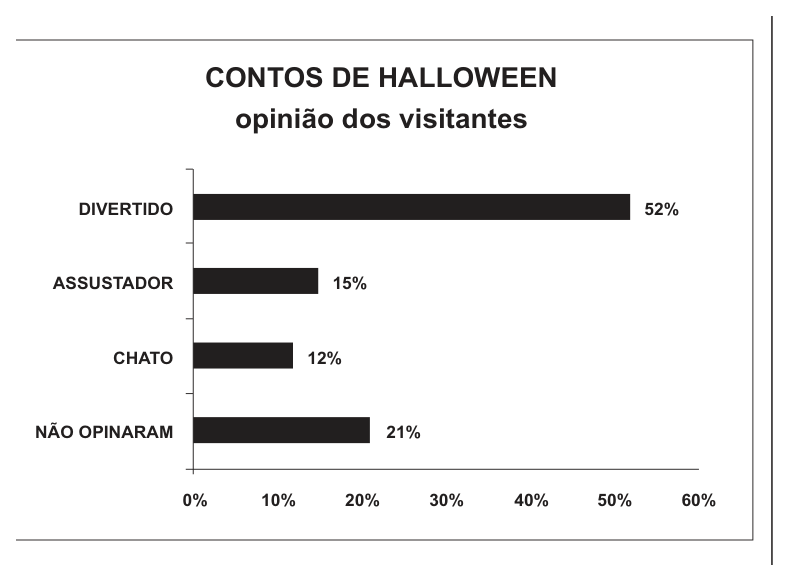 CONTOS DE HALLOWEEN
opinião dos visitantes
DIVERTIDO 52%
ASSUSTADOR 15%
CHATO 12%
NÃO OPINARAM 21%
0% 10% 20% 30% 40% 50% 60%